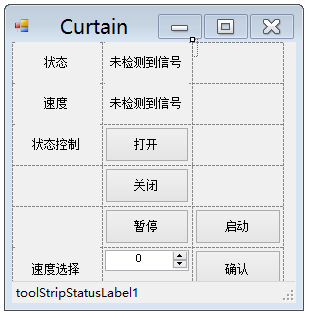 Curtain
状态 未检测到信号
速度 未检测到信号
状态控制 打开
关闭
暂停 启动
速度选择 0 确认
toolStripStatusLabel1